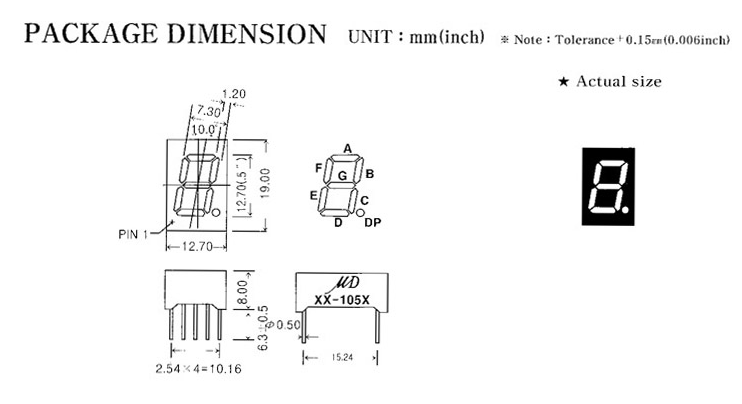 PACKAGE DIMENSION UNIT : mm(inch) ※ Note : Tolerance +0.15mm(0.006inch)
★ Actual size
1.20
7.30
10.0
A
F B
G
E C
D DP
12.70(.5")
19.00
PIN 1
12.70
8.00
6.3±0.5
μD
XX-105X
Φ0.50
15.24
2.54×4=10.16